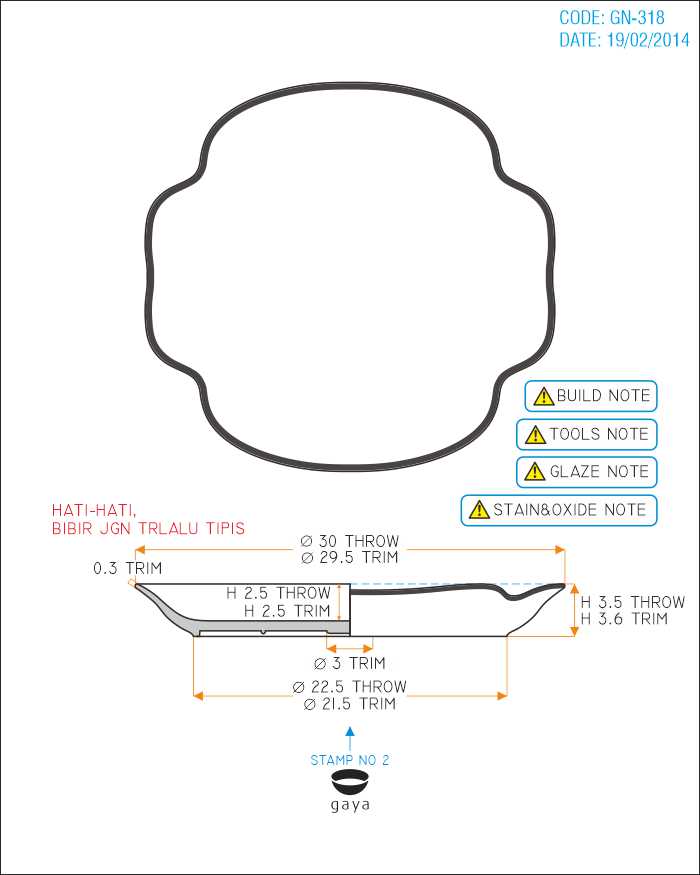 CODE: GN-318
DATE: 19/02/2014
BUILD NOTE
TOOLS NOTE
GLAZE NOTE
STAIN&OXIDE NOTE
HATI-HATI,
BIBIR JGN TRLALU TIPIS
Ø 30 THROW
Ø 29.5 TRIM
0.3 TRIM
H 2.5 THROW
H 2.5 TRIM
H 3.5 THROW
H 3.6 TRIM
Ø 3 TRIM
Ø 22.5 THROW
Ø 21.5 TRIM
STAMP NO 2
gaya